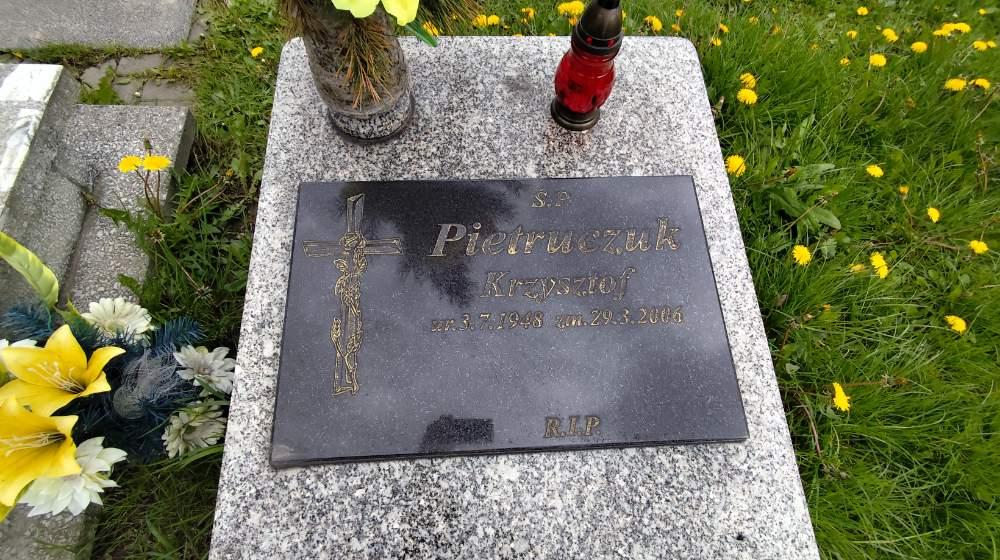 Ś.P.
Pietruczuk
Krzysztof
ur.3.7.1948 zm.29.3.2006
R.I.P.